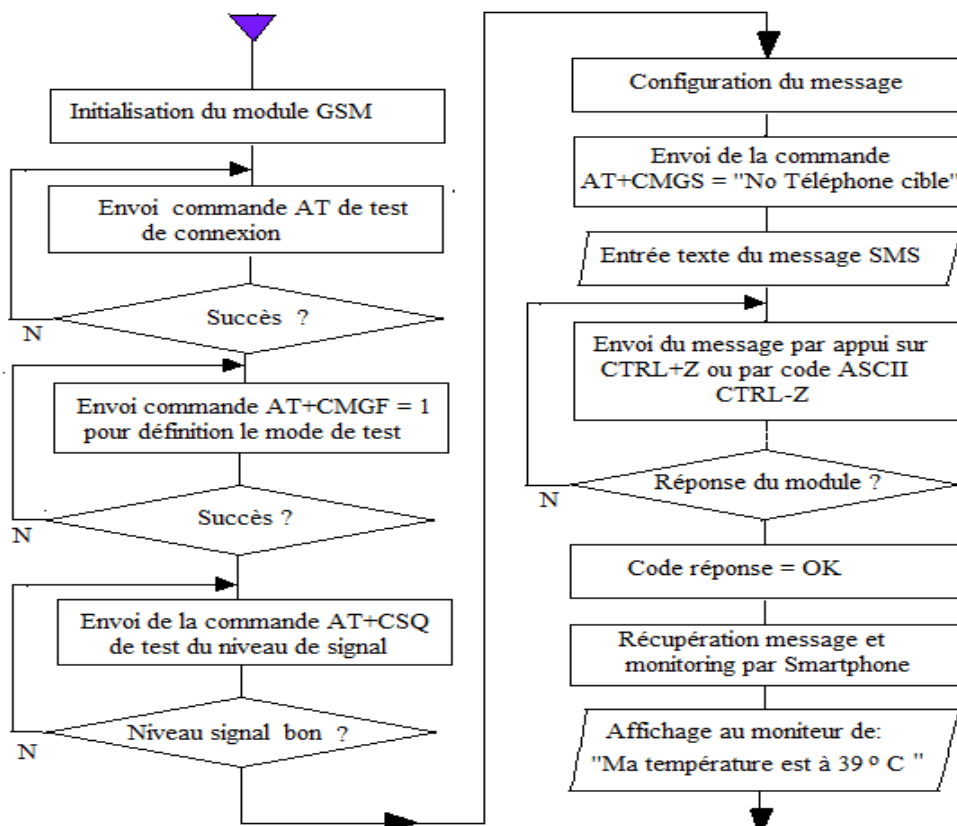 Initialisation du module GSM
Envoi commande AT de test
de connexion
Succès ?
N
Envoi commande AT+CMGF = 1
pour définition le mode de test
Succès ?
N
Envoi de la commande AT+CSQ
de test du niveau de signal
Niveau signal bon ?
N
Configuration du message
Envoi de la commande
AT+CMGS = "No Téléphone cible"
Entrée texte du message SMS
Envoi du message par appui sur
CTRL+Z ou par code ASCII
CTRL-Z
Réponse du module ?
N
Code réponse = OK
Récupération message et
monitoring par Smartphone
Affichage au moniteur de:
"Ma température est à 39 º C "